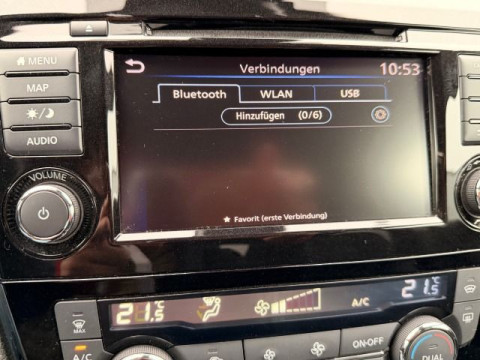 MENU
MAP
AUDIO
VOLUME
Verbindungen 10:53
Bluetooth WLAN USB
Hinzufügen (0/6)
★ Favorit (erste Verbindung)
21.5 A/C 21.5
MAX
A/C
ON·OFF
DUAL